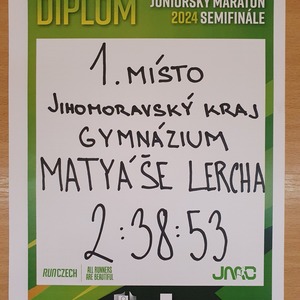 DIPLOM
JUNIORSKÝ MARATON
2024 SEMIFINÁLE
1. MÍSTO
JIHOMORAVSKÝ KRAJ
GYMNÁZIUM
MATYÁŠE LERCHA
2:38:53
RUNCZECH
ALL RUNNERS
ARE BEAUTIFUL